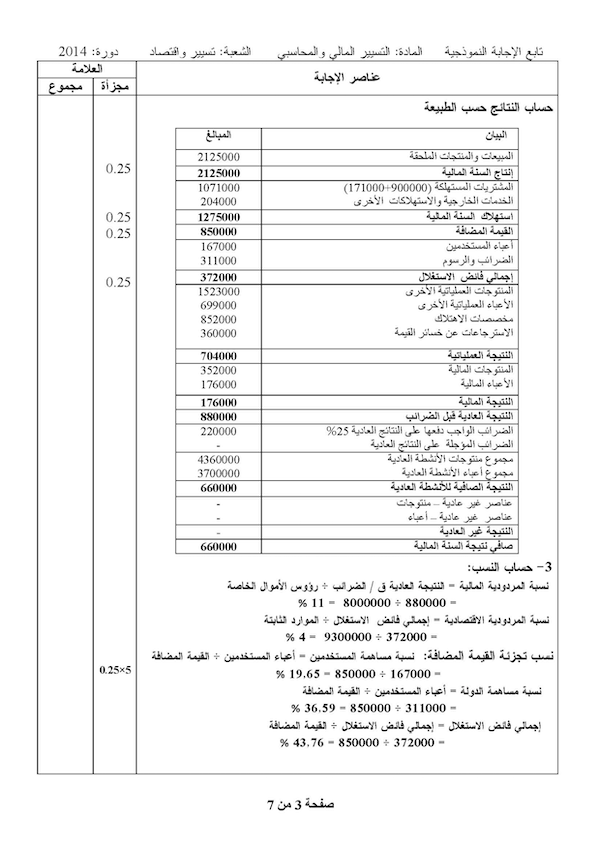 تابع الإجابة النموذجية المادة: التسيير المالي والمحاسبي الشعبة: تسيير واقتصاد دورة: 2014
العلامة
عناصر الإجابة
مجزأة
مجموع
حساب النتائج حسب الطبيعة
البيان المبالغ
المبيعات والمنتجات الملحقة 2125000
إنتاج السنة المالية 2125000
0.25
المشتريات المستهلكة (900000+171000) 1071000
الخدمات الخارجية والاستهلاكات الأخرى 204000
استهلاك السنة المالية 1275000
0.25
القيمة المضافة 850000
0.25
أعباء المستخدمين 167000
الضرائب والرسوم 311000
إجمالي فائض الاستغلال 372000
0.25
المنتوجات العملياتية الأخرى 1523000
الأعباء العملياتية الأخرى 699000
مخصصات الاهتلاك 852000
الاسترجاعات عن خسائر القيمة 360000
النتيجة العملياتية 704000
المنتوجات المالية 352000
الأعباء المالية 176000
النتيجة المالية 176000
النتيجة العادية قبل الضرائب 880000
الضرائب الواجب دفعها على النتائج العادية 25% 220000
الضرائب المؤجلة على النتائج العادية -
مجموع منتوجات الأنشطة العادية 4360000
مجموع أعباء الأنشطة العادية 3700000
النتيجة الصافية للأنشطة العادية 660000
عناصر غير عادية – منتوجات -
عناصر غير عادية – أعباء -
النتيجة غير العادية -
صافي نتيجة السنة المالية 660000
3- حساب النسب:
نسبة المردودية المالية = النتيجة العادية ق / الضرائب ÷ رؤوس الأموال الخاصة
= 880000 ÷ 8000000 = 11 %
نسبة المردودية الاقتصادية = إجمالي فائض الاستغلال ÷ الموارد الثابتة
= 372000 ÷ 9300000 = 4 %
نسب تجزئة القيمة المضافة: نسبة مساهمة المستخدمين = أعباء المستخدمين ÷ القيمة المضافة
0.25×5
= 167000 ÷ 850000 = 19.65 %
نسبة مساهمة الدولة = أعباء المستخدمين ÷ القيمة المضافة
= 311000 ÷ 850000 = 36.59 %
إجمالي فائض الاستغلال = إجمالي فائض الاستغلال ÷ القيمة المضافة
= 372000 ÷ 850000 = 43.76 %
صفحة 3 من 7